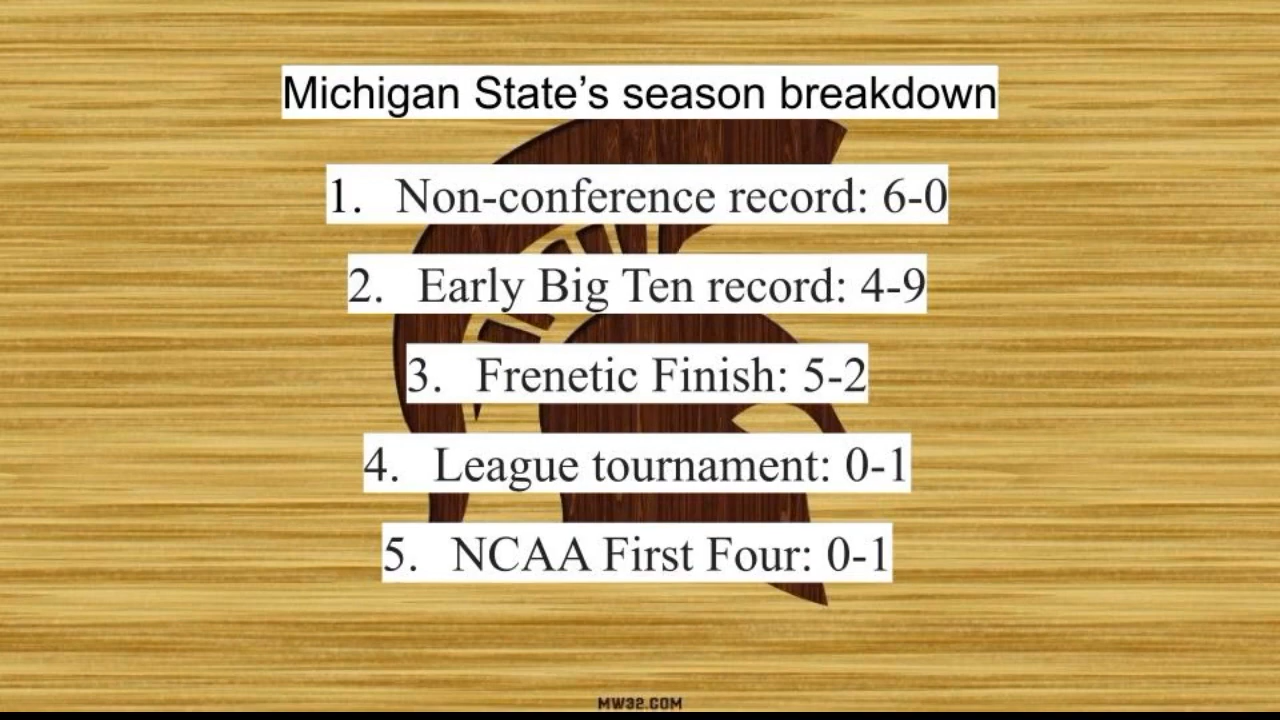 Michigan State’s season breakdown
1. Non-conference record: 6-0
2. Early Big Ten record: 4-9
3. Frenetic Finish: 5-2
4. League tournament: 0-1
5. NCAA First Four: 0-1
MW32.COM